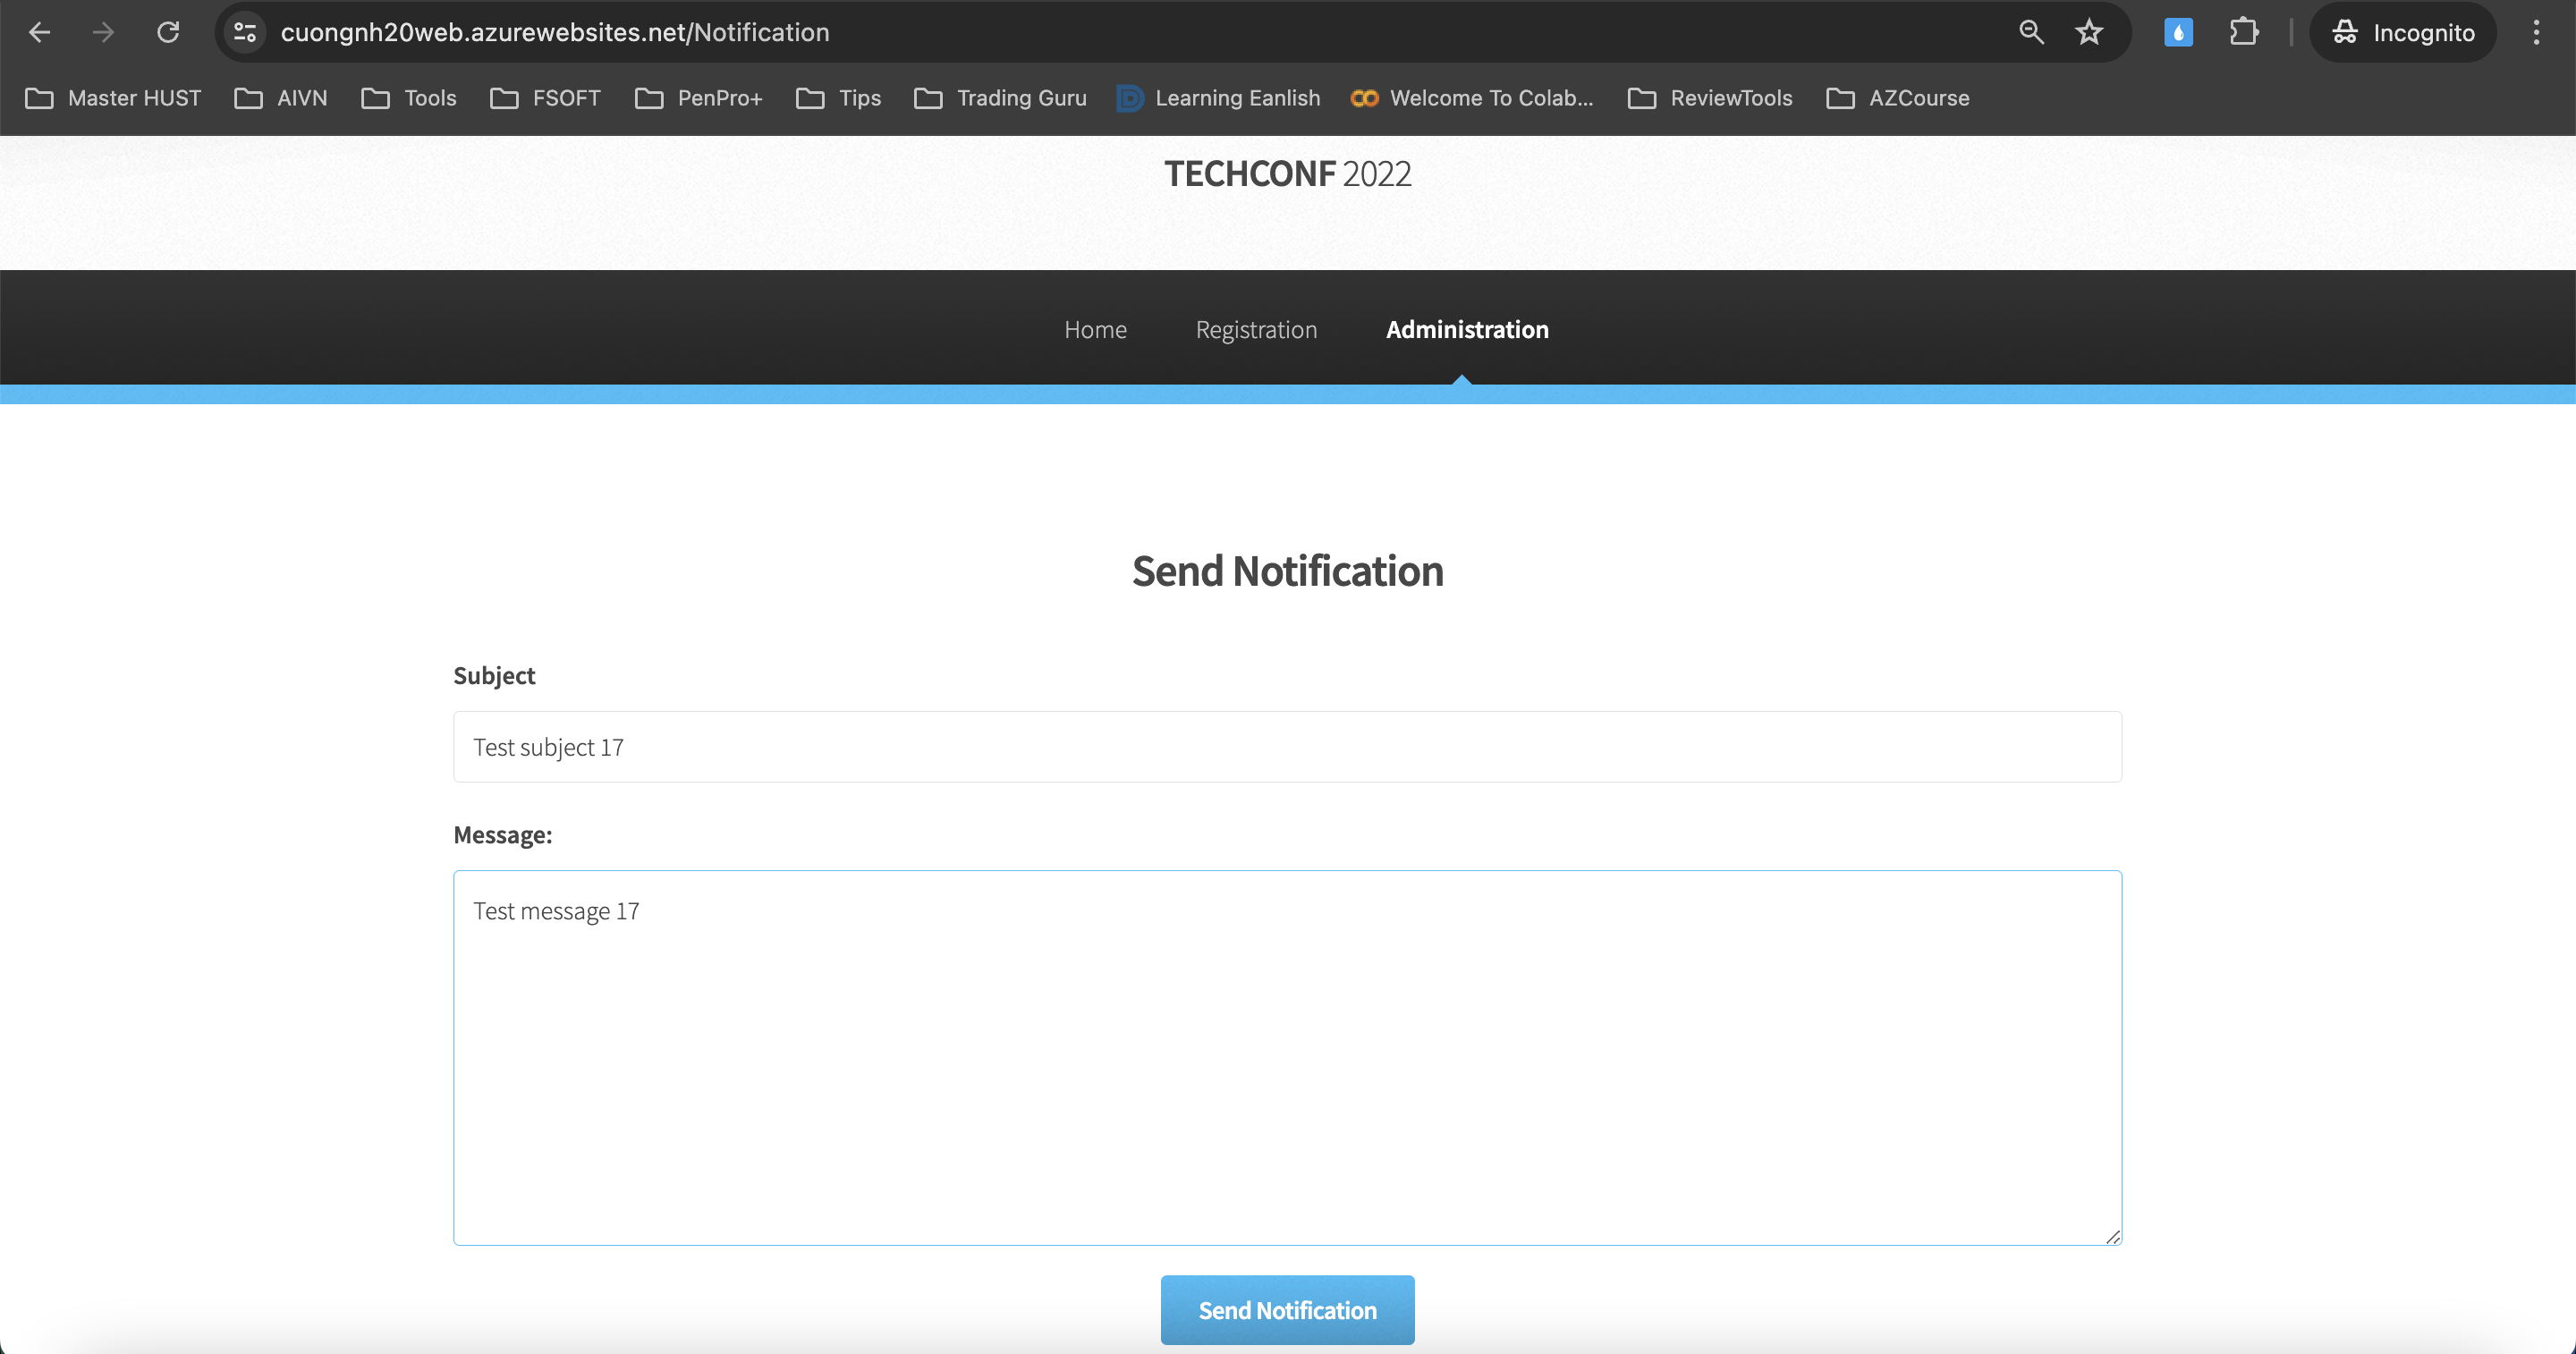 cuongnh20web.azurewebsites.net/Notification
Incognito
Master HUST AIVN Tools FSOFT PenPro+ Tips Trading Guru Learning Eanlish Welcome To Colab... ReviewTools AZCourse
TECHCONF 2022
Home Registration Administration
Send Notification
Subject
Test subject 17
Message:
Test message 17
Send Notification